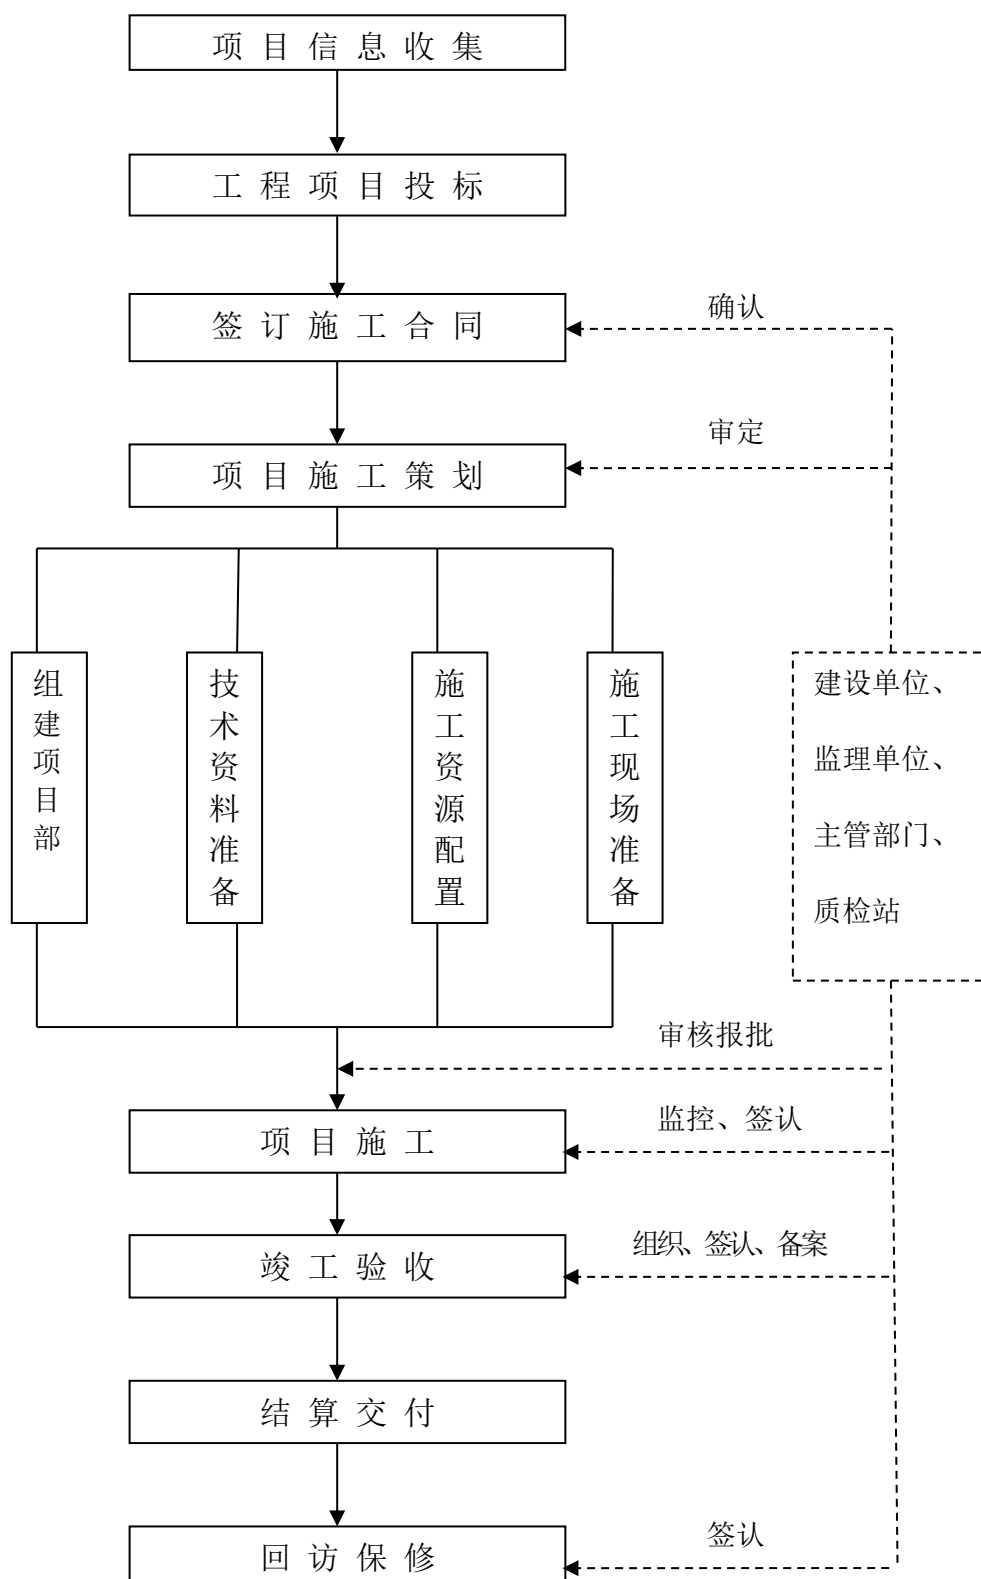 项目信息收集
工程项目投标
签订施工合同
确认
项目施工策划
审定
组建项目部
技术资料准备
施工资源配置
施工现场准备
建设单位、
监理单位、
主管部门、
质检站
审核报批
项目施工
监控、签认
竣工验收
组织、签认、备案
结算交付
回访保修
签认